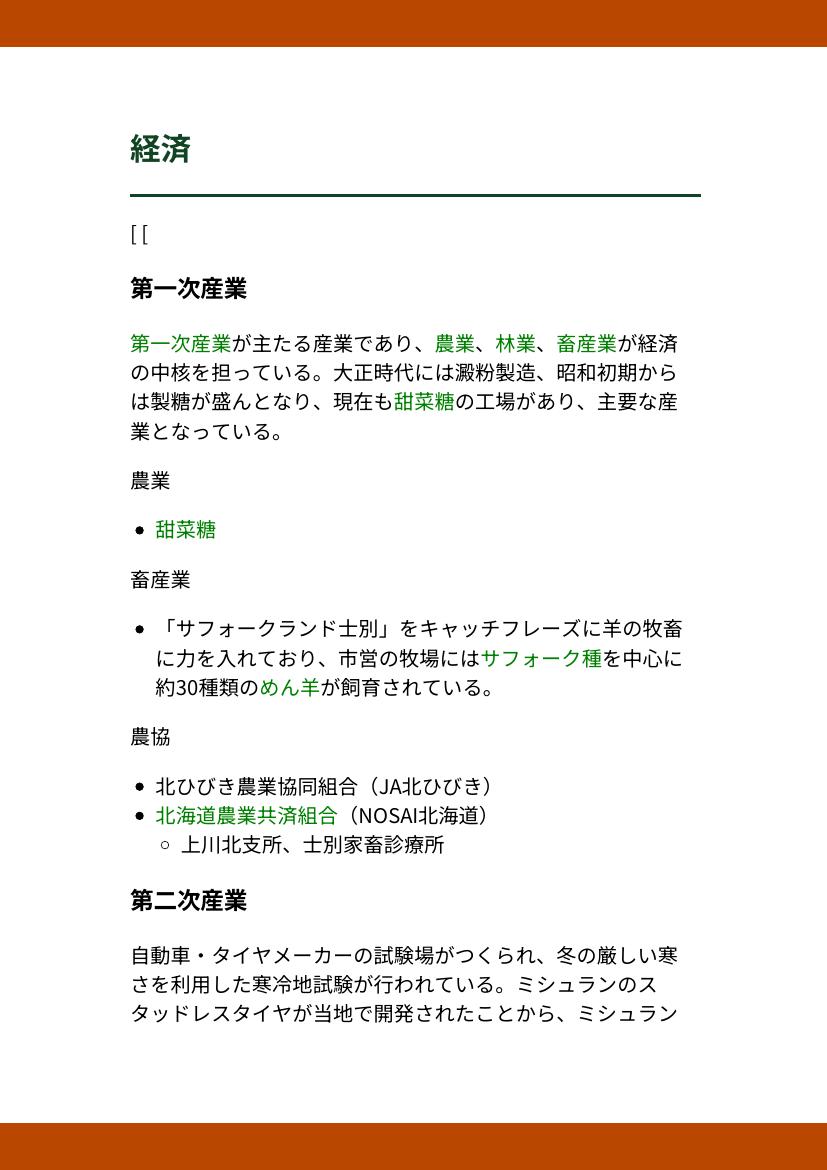 経済
[ [
第一次産業
第一次産業が主たる産業であり、農業、林業、畜産業が経済
の中核を担っている。大正時代には澱粉製造、昭和初期から
は製糖が盛んとなり、現在も甜菜糖の工場があり、主要な産
業となっている。
農業
• 甜菜糖
畜産業
• 「サフォークランド士別」をキャッチフレーズに羊の牧畜
に力を入れており、市営の牧場にはサフォーク種を中心に
約30種類のめん羊が飼育されている。
農協
• 北ひびき農業協同組合（JA北ひびき）
• 北海道農業共済組合（NOSAI北海道）
○ 上川北支所、士別家畜診療所
第二次産業
自動車・タイヤメーカーの試験場がつくられ、冬の厳しい寒
さを利用した寒冷地試験が行われている。ミシュランのス
タッドレスタイヤが当地で開発されたことから、ミシュラン